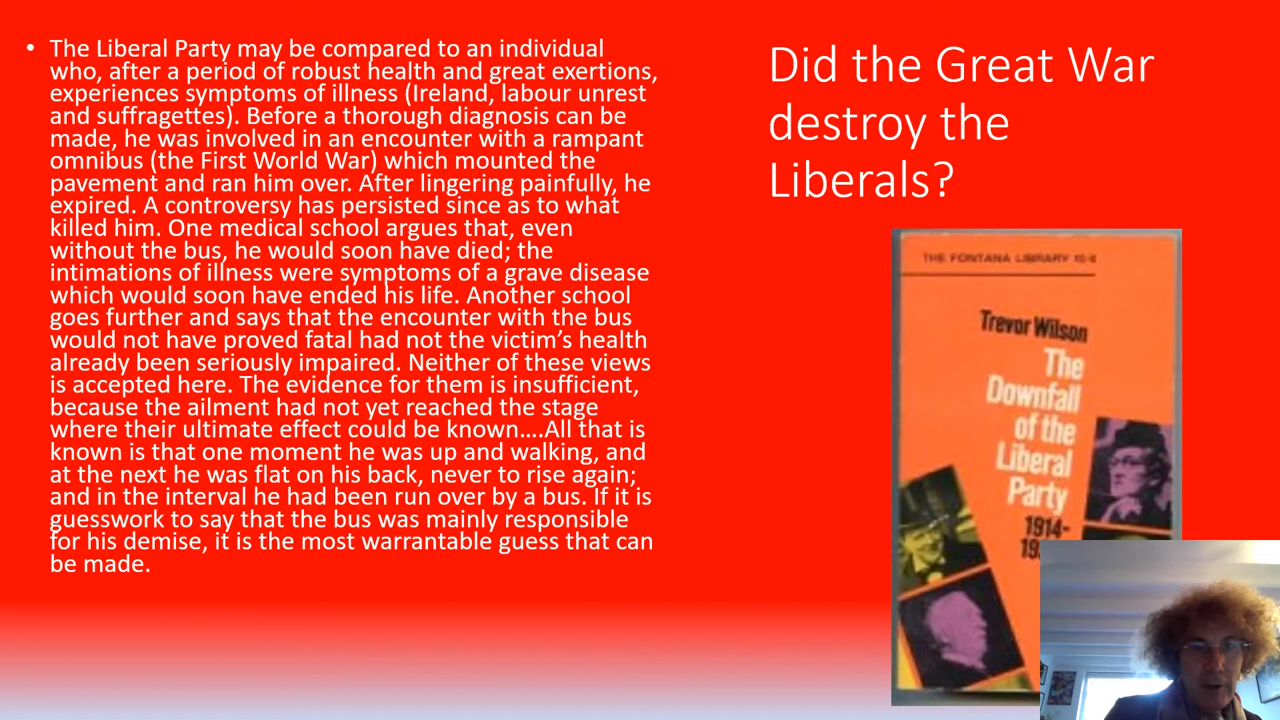 • The Liberal Party may be compared to an individual
who, after a period of robust health and great exertions,
experiences symptoms of illness (Ireland, labour unrest
and suffragettes). Before a thorough diagnosis can be
made, he was involved in an encounter with a rampant
omnibus (the First World War) which mounted the
pavement and ran him over. After lingering painfully, he
expired. A controversy has persisted since as to what
killed him. One medical school argues that, even
without the bus, he would soon have died; the
intimations of illness were symptoms of a grave disease
which would soon have ended his life. Another school
goes further and says that the encounter with the bus
would not have proved fatal had not the victim’s health
already been seriously impaired. Neither of these views
is accepted here. The evidence for them is insufficient,
because the ailment had not yet reached the stage
where their ultimate effect could be known….All that is
known is that one moment he was up and walking, and
at the next he was flat on his back, never to rise again;
and in the interval he had been run over by a bus. If it is
guesswork to say that the bus was mainly responsible
for his demise, it is the most warrantable guess that can
be made.
Did the Great War
destroy the
Liberals?
THE FONTANA LIBRARY
Trevor Wilson
The
Downfall
of the
Liberal
Party
1914-